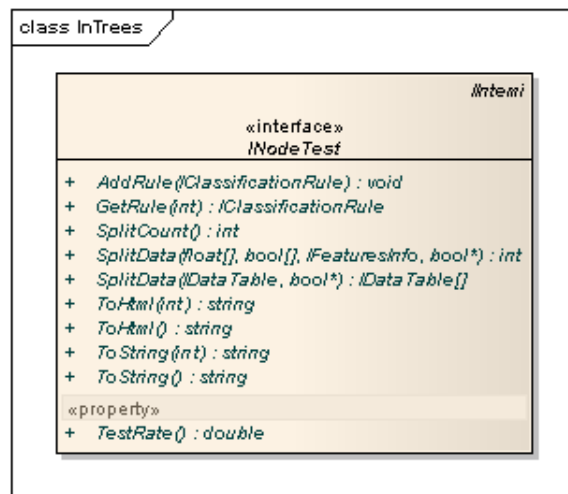 class InTrees
IIntemi
«interface»
INodeTest
+ AddRule(IClassificationRule) : void
+ GetRule(int) : IClassificationRule
+ SplitCount() : int
+ SplitData(float[], bool[], IFeaturesInfo, bool*) : int
+ SplitData(IDataTable, bool*) : IDataTable[]
+ ToHtml(int) : string
+ ToHtml() : string
+ ToString(int) : string
+ ToString() : string
«property»
+ TestRate() : double